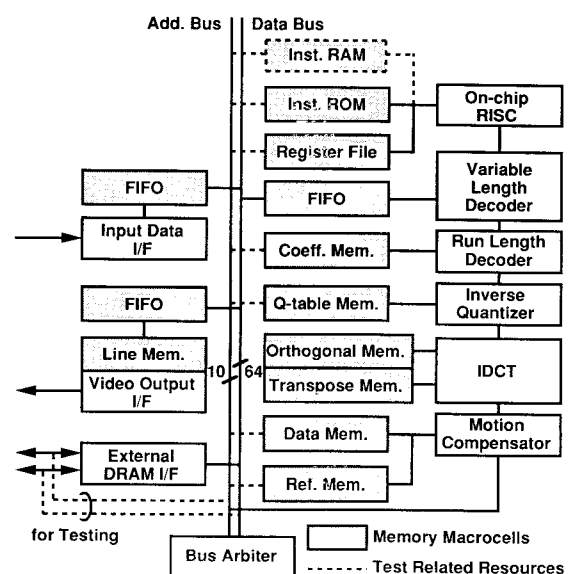 Add. Bus
Data Bus
Inst. RAM
Inst. ROM
Register File
FIFO
Coeff. Mem.
Q-table Mem.
Orthogonal Mem.
Transpose Mem.
Data Mem.
Ref. Mem.
On-chip
RISC
Variable
Length
Decoder
Run Length
Decoder
Inverse
Quantizer
IDCT
Motion
Compensator
FIFO
Input Data
I/F
FIFO
Line Mem.
Video Output
I/F
10
64
External
DRAM I/F
for Testing
Bus Arbiter
Memory Macrocells
Test Related Resources